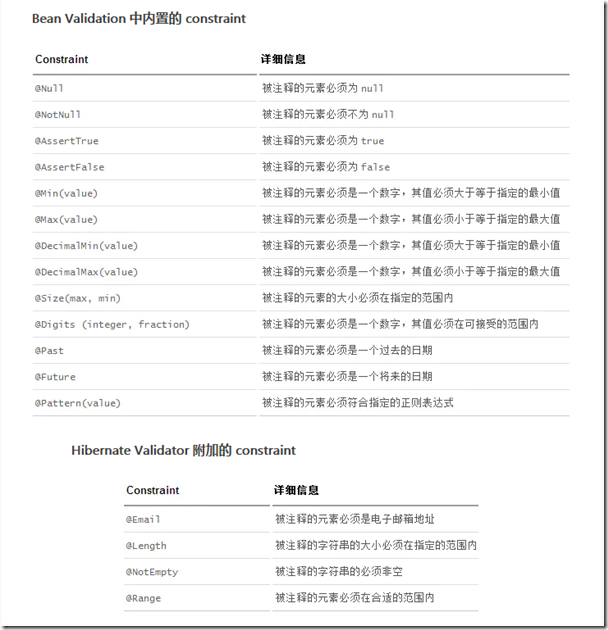 Bean Validation 中内置的 constraint
Constraint 详细信息
@Null 被注释的元素必须为 null
@NotNull 被注释的元素必须不为 null
@AssertTrue 被注释的元素必须为 true
@AssertFalse 被注释的元素必须为 false
@Min(value) 被注释的元素必须是一个数字，其值必须大于等于指定的最小值
@Max(value) 被注释的元素必须是一个数字，其值必须小于等于指定的最大值
@DecimalMin(value) 被注释的元素必须是一个数字，其值必须大于等于指定的最小值
@DecimalMax(value) 被注释的元素必须是一个数字，其值必须小于等于指定的最大值
@Size(max, min) 被注释的元素的大小必须在指定的范围内
@Digits (integer, fraction) 被注释的元素必须是一个数字，其值必须在可接受的范围内
@Past 被注释的元素必须是一个过去的日期
@Future 被注释的元素必须是一个将来的日期
@Pattern(value) 被注释的元素必须符合指定的正则表达式
Hibernate Validator 附加的 constraint
Constraint 详细信息
@Email 被注释的元素必须是电子邮箱地址
@Length 被注释的字符串的大小必须在指定的范围内
@NotEmpty 被注释的字符串的必须非空
@Range 被注释的元素必须在合适的范围内